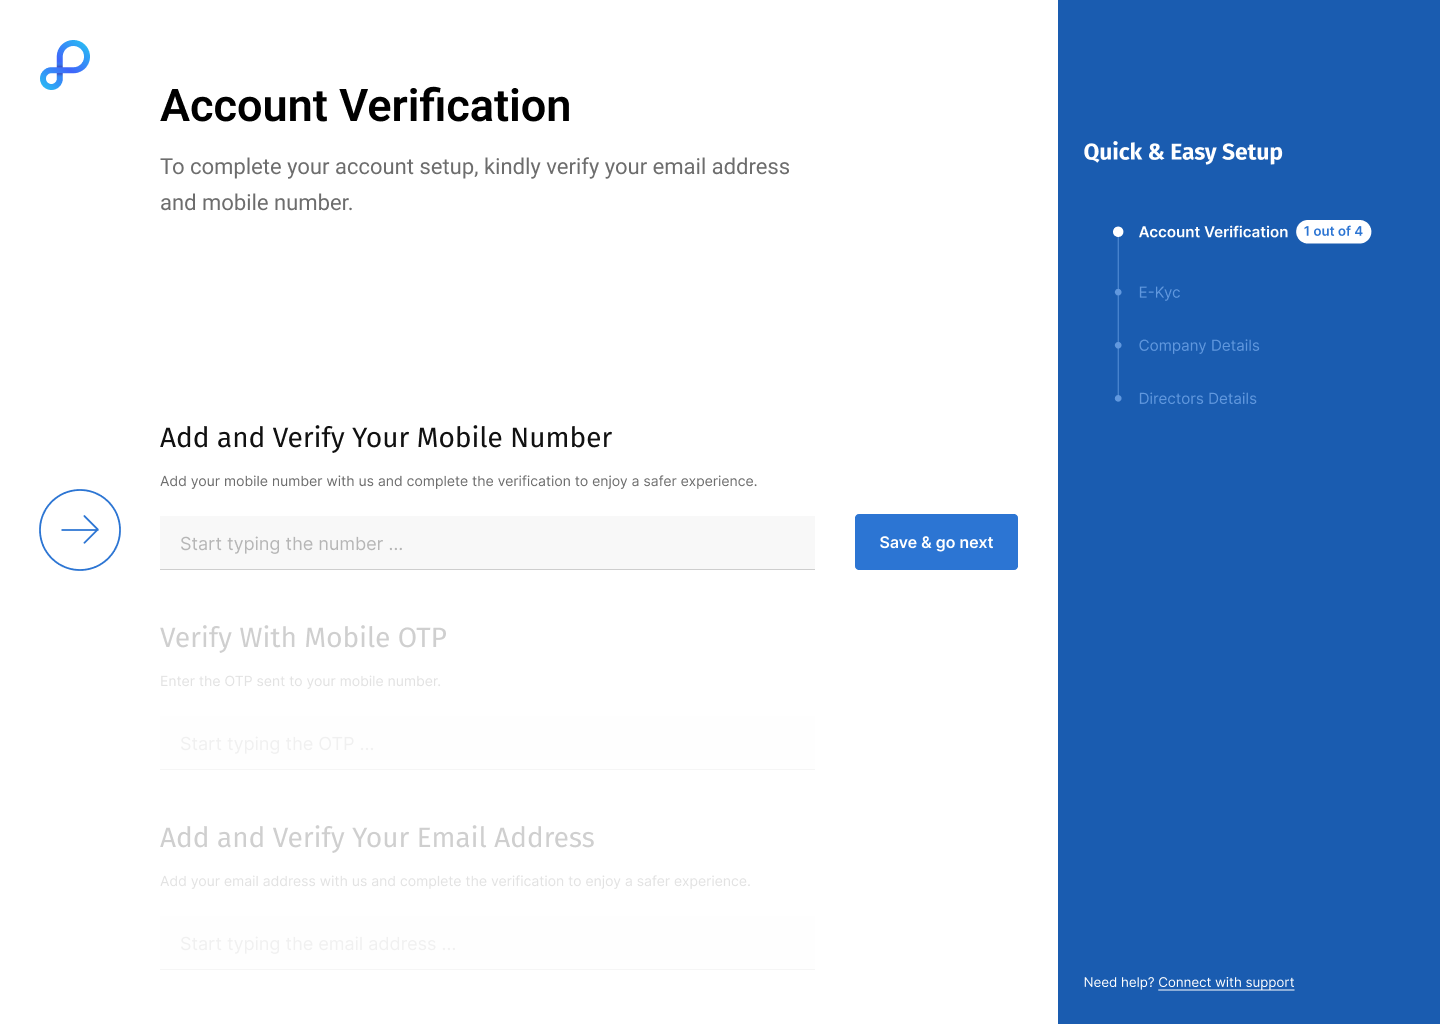 Account Verification
To complete your account setup, kindly verify your email address
and mobile number.
Add and Verify Your Mobile Number
Add your mobile number with us and complete the verification to enjoy a safer experience.
Start typing the number ...
Save & go next
Verify With Mobile OTP
Enter the OTP sent to your mobile number.
Start typing the OTP ...
Add and Verify Your Email Address
Add your email address with us and complete the verification to enjoy a safer experience.
Start typing the email address ...
Quick & Easy Setup
Account Verification 1 out of 4
E-Kyc
Company Details
Directors Details
Need help? Connect with support